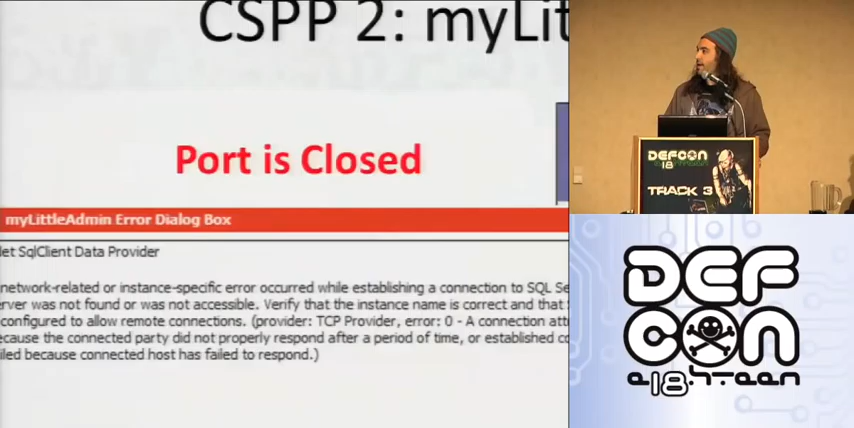 CSPP 2: myLit
Port is Closed
myLittleAdmin Error Dialog Box
et SqlClient Data Provider
network-related or instance-specific error occurred while establishing a connection to SQL Se
rver was not found or was not accessible. Verify that the instance name is correct and that
configured to allow remote connections. (provider: TCP Provider, error: 0 - A connection att
ecause the connected party did not properly respond after a period of time, or established co
iled because connected host has failed to respond.)
DEFCON
18
TRACK 3
DEF
CON
e18hteen